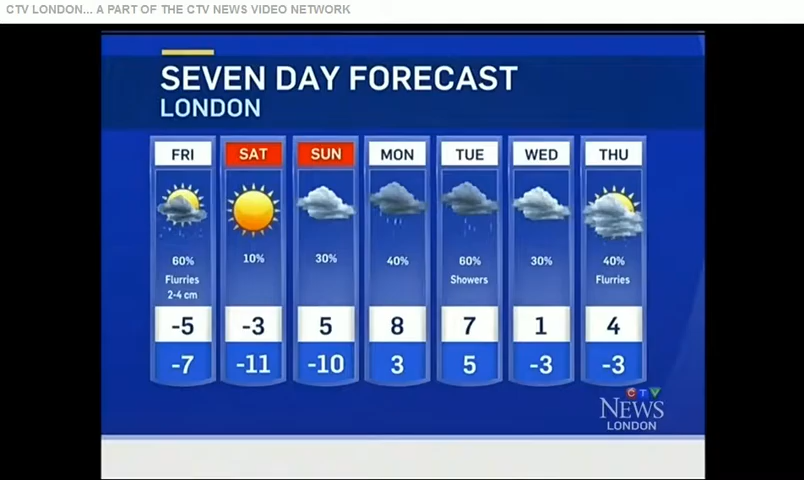 CTV LONDON... A PART OF THE CTV NEWS VIDEO NETWORK
SEVEN DAY FORECAST
LONDON
FRI SAT SUN MON TUE WED THU
60% 10% 30% 40% 60% 30% 40%
Flurries Showers Flurries
2-4 cm
-5 -3 5 8 7 1 4
-7 -11 -10 3 5 -3 -3
CTV
NEWS
LONDON